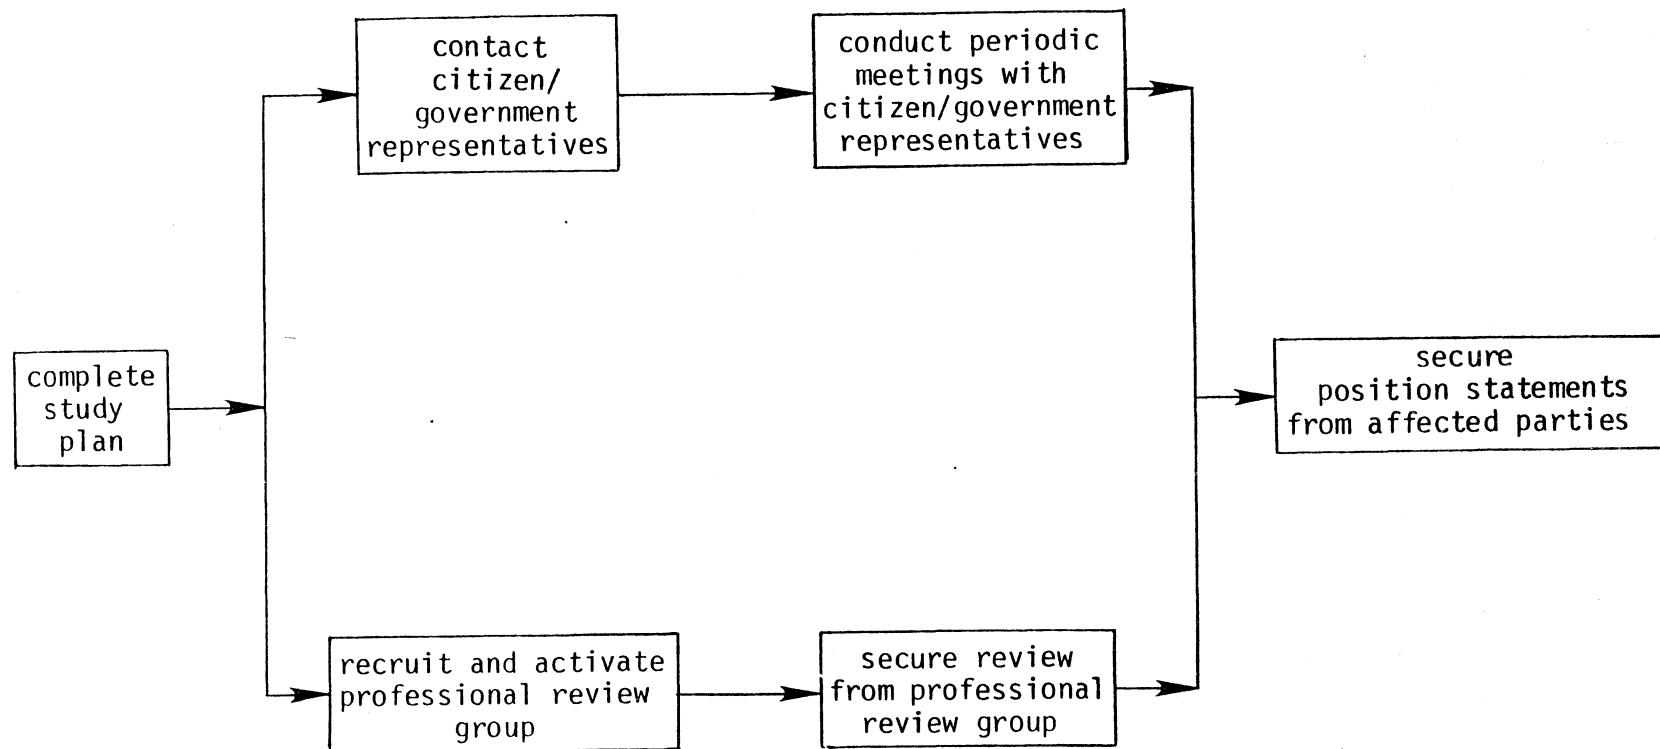 contact
citizen/
government
representatives
conduct periodic
meetings with
citizen/government
representatives
complete
study
plan
secure
position statements
from affected parties
recruit and activate
professional review
group
secure review
from professional
review group